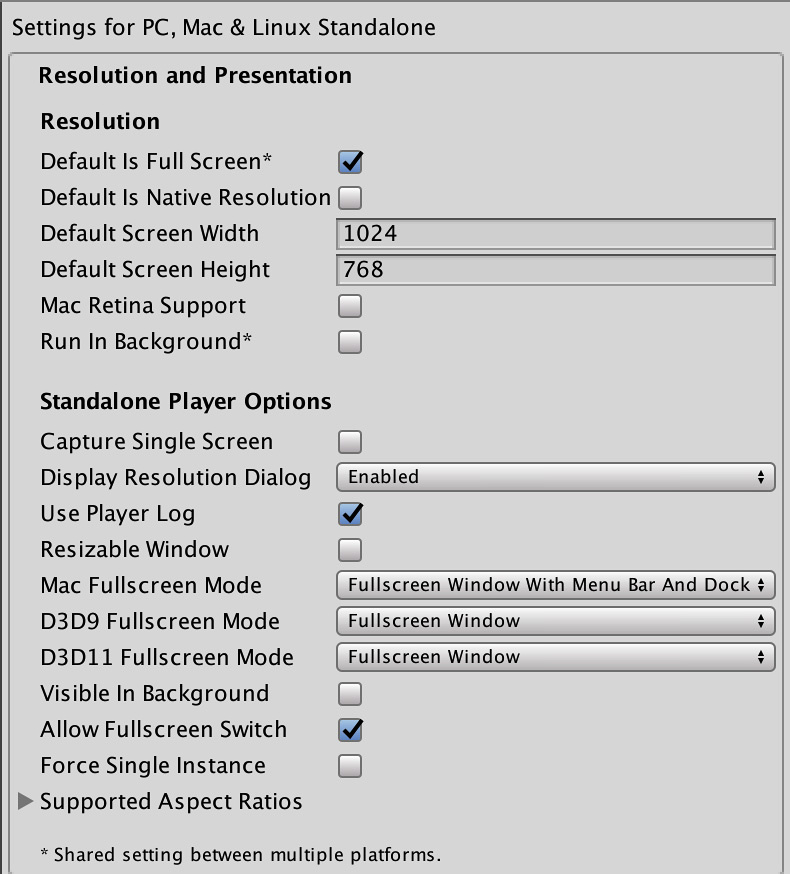 Settings for PC, Mac & Linux Standalone
Resolution and Presentation
Resolution
Default Is Full Screen*
Default Is Native Resolution
Default Screen Width 1024
Default Screen Height 768
Mac Retina Support
Run In Background*
Standalone Player Options
Capture Single Screen
Display Resolution Dialog Enabled
Use Player Log
Resizable Window
Mac Fullscreen Mode Fullscreen Window With Menu Bar And Dock
D3D9 Fullscreen Mode Fullscreen Window
D3D11 Fullscreen Mode Fullscreen Window
Visible In Background
Allow Fullscreen Switch
Force Single Instance
Supported Aspect Ratios
* Shared setting between multiple platforms.